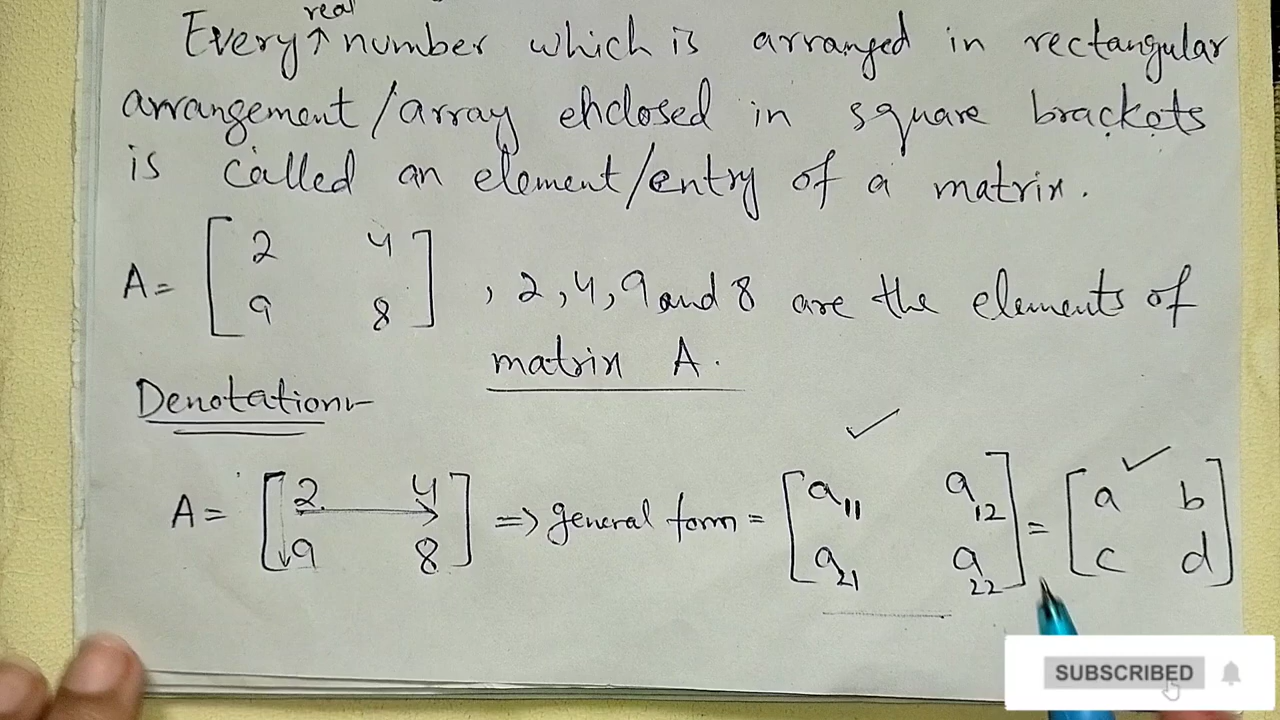 real
Every↑ number which is arranged in rectangular
arrangement/array enclosed in square brackets
is called an element/entry of a matrix.
A = [2 4
9 8] , 2, 4, 9 and 8 are the elements of
matrix A.
Denotation:-
A = [2 4
9 8] => general form = [a11 a12
a21 a22] = [a b
c d]
SUBSCRIBED